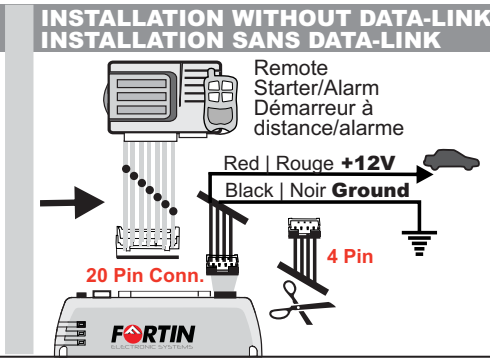 INSTALLATION WITHOUT DATA-LINK
INSTALLATION SANS DATA-LINK
Remote
Starter/Alarm
Démarreur à
distance/alarme
Red | Rouge +12V
Black | Noir Ground
4 Pin
20 Pin Conn.
FORTIN
ELECTRONIC SYSTEMS